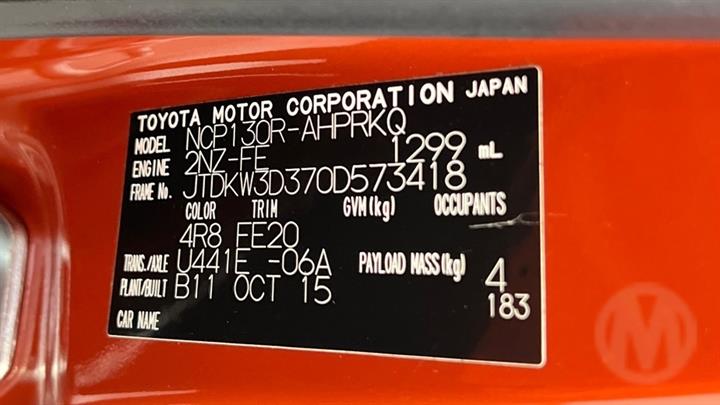 TOYOTA MOTOR CORPORATION JAPAN
MODEL NCP130R-AHPRKQ
ENGINE 2NZ-FE 1299 mL
FRAME No. JTDKW3D370D573418
COLOR TRIM GVM(kg) OCCUPANTS
4R8 FE20
TRANS./AXLE U441E -06A PAYLOAD MASS(kg) 4
PLANT/BUILT B11 OCT 15 183
CAR NAME
M